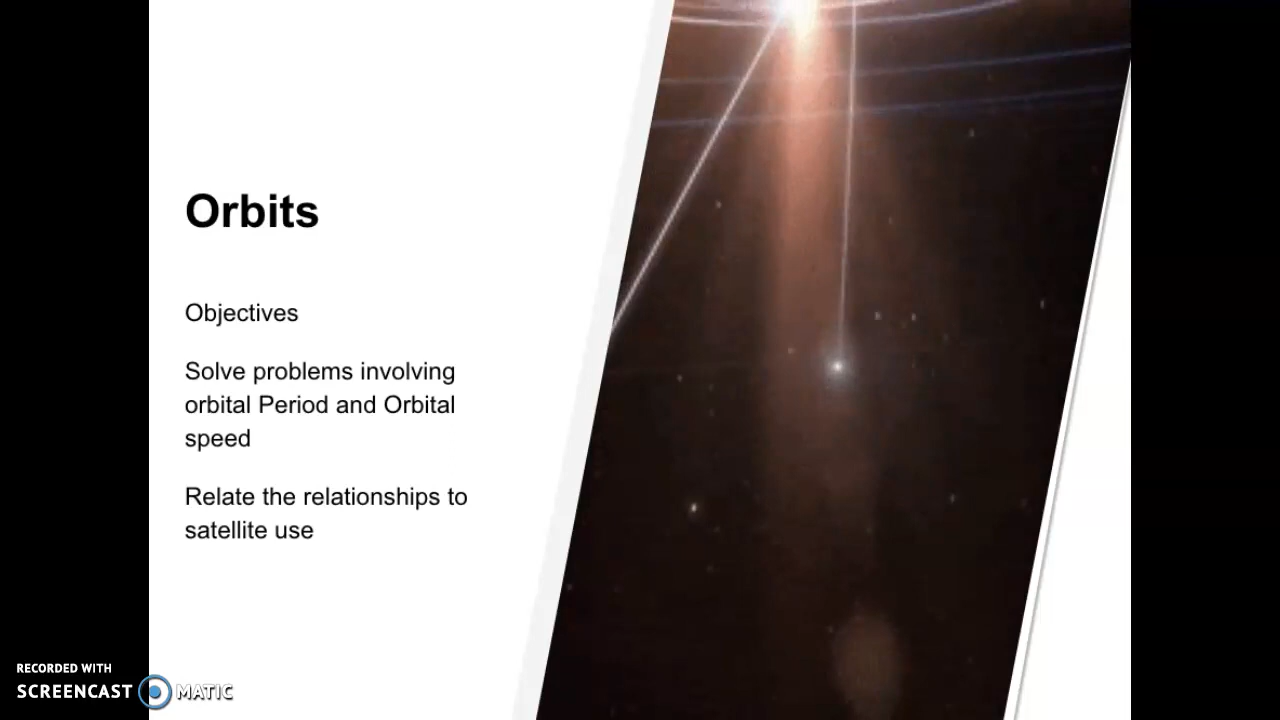 Orbits
Objectives
Solve problems involving
orbital Period and Orbital
speed
Relate the relationships to
satellite use
RECORDED WITH
SCREENCAST MATIC